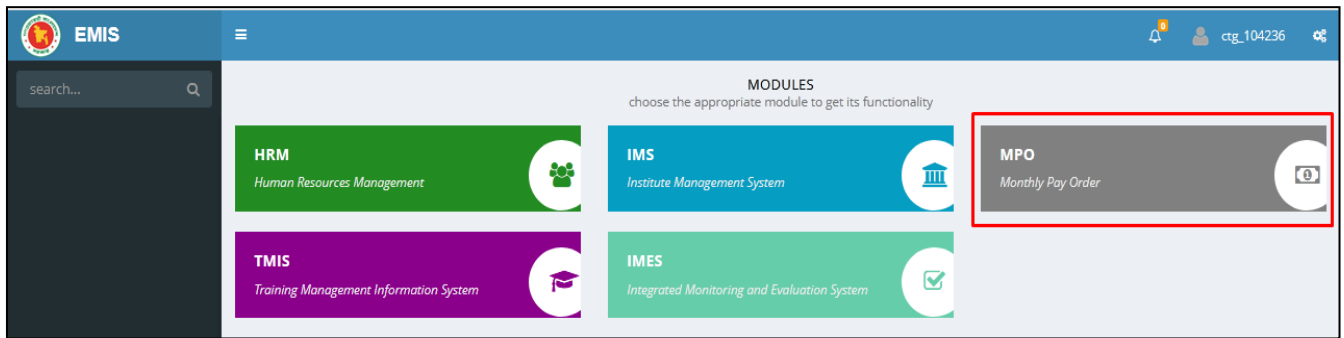 EMIS
0
ctg_104236
search...
MODULES
choose the appropriate module to get its functionality
HRM
Human Resources Management
IMS
Institute Management System
MPO
Monthly Pay Order
TMIS
Training Management Information System
IMES
Integrated Monitoring and Evaluation System